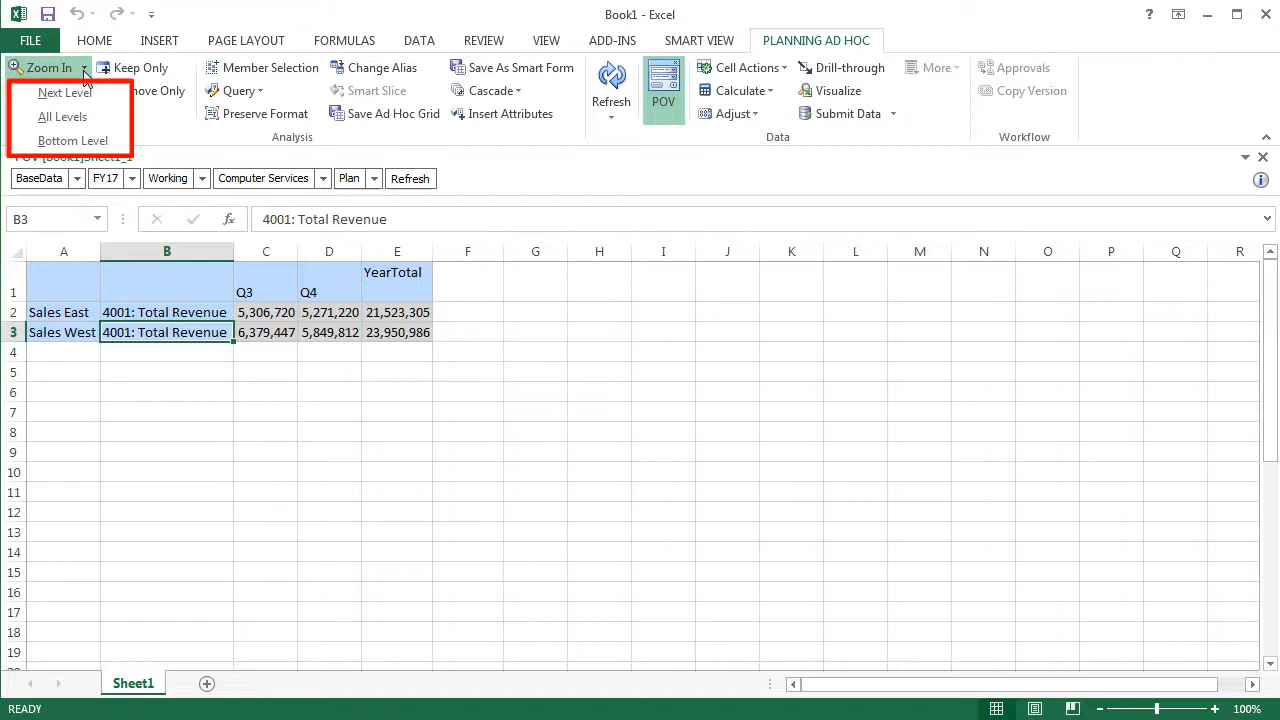 Book1 - Excel
FILE HOME INSERT PAGE LAYOUT FORMULAS DATA REVIEW VIEW ADD-INS SMART VIEW PLANNING AD HOC
Zoom In Keep Only Member Selection Change Alias Save As Smart Form Cell Actions Drill-through More Approvals
Next Level move Only Query Smart Slice Cascade Refresh POV Calculate Visualize Copy Version
All Levels Preserve Format Save Ad Hoc Grid Insert Attributes Adjust Submit Data
Bottom Level Analysis Data Workflow
POV [Book1]Sheet1_1
BaseData FY17 Working Computer Services Plan Refresh
B3 fx 4001: Total Revenue
A B C D E F G H I J K L M N O P Q R
YearTotal
1 Q3 Q4
2 Sales East 4001: Total Revenue 5,306,720 5,271,220 21,523,305
3 Sales West 4001: Total Revenue 6,379,447 5,849,812 23,950,986
4
5
6
7
8
9
10
11
12
13
14
15
16
17
18
19
Sheet1
READY 100%